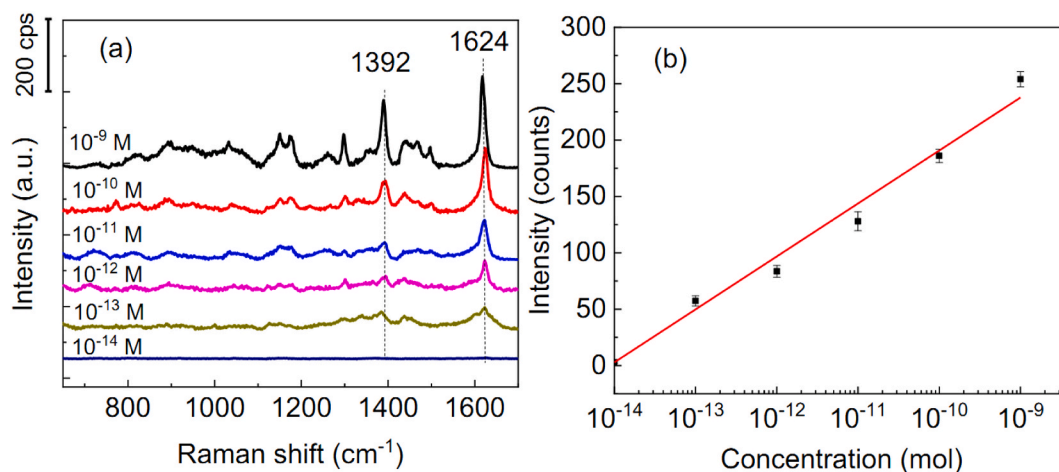 200 cps
(a)
1392
1624
10⁻⁹ M
10⁻¹⁰ M
10⁻¹¹ M
10⁻¹² M
10⁻¹³ M
10⁻¹⁴ M
Intensity (a.u.)
800 1000 1200 1400 1600
Raman shift (cm⁻¹)
(b)
300
250
200
150
100
50
0
Intensity (counts)
10⁻¹⁴ 10⁻¹³ 10⁻¹² 10⁻¹¹ 10⁻¹⁰ 10⁻⁹
Concentration (mol)